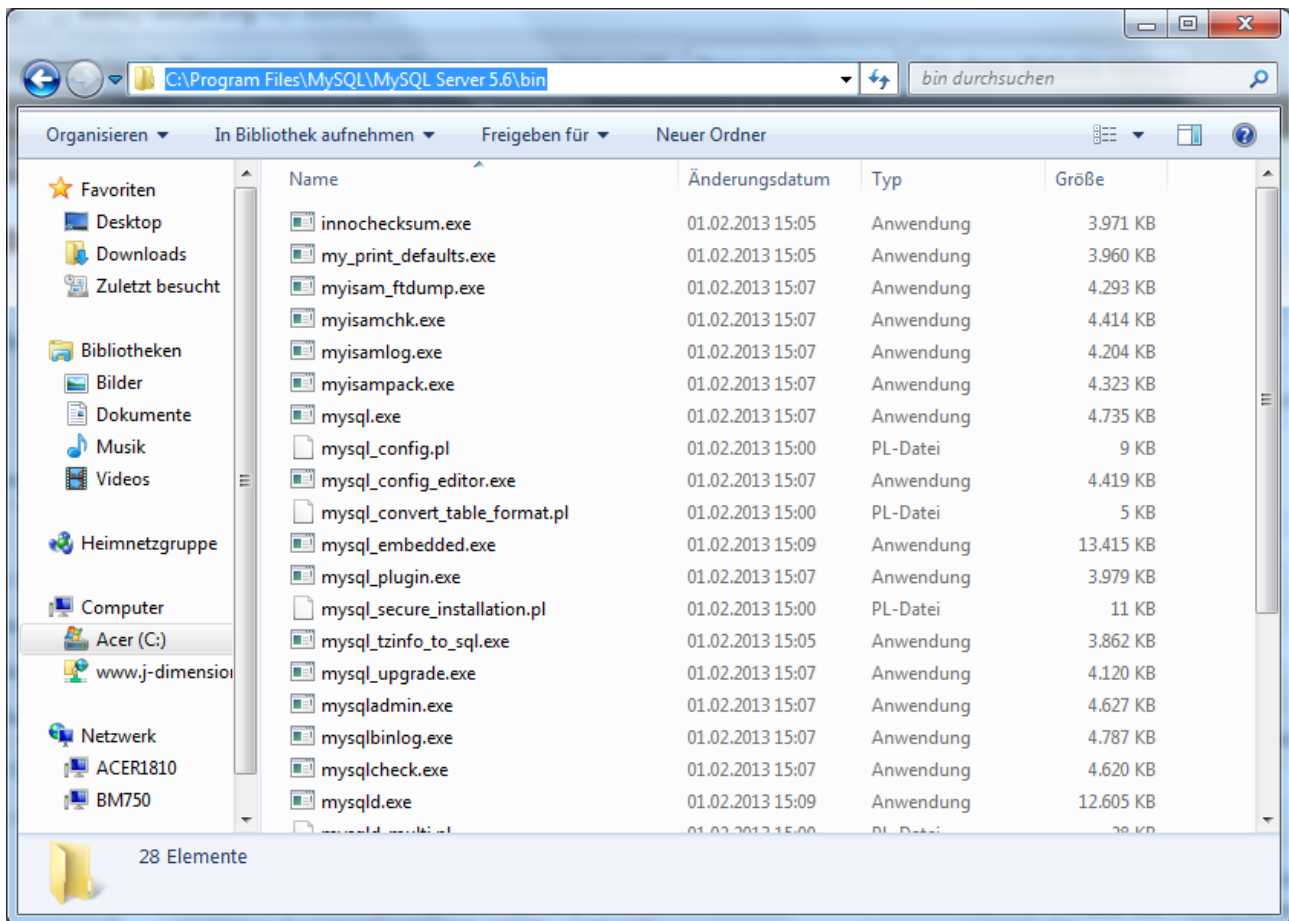 C:\Program Files\MySQL\MySQL Server 5.6\bin
bin durchsuchen
Organisieren In Bibliothek aufnehmen Freigeben für Neuer Ordner
Favoriten
Desktop
Downloads
Zuletzt besucht
Bibliotheken
Bilder
Dokumente
Musik
Videos
Heimnetzgruppe
Computer
Acer (C:)
www.j-dimension
Netzwerk
ACER1810
BM750
Name Änderungsdatum Typ Größe
innochecksum.exe 01.02.2013 15:05 Anwendung 3.971 KB
my_print_defaults.exe 01.02.2013 15:05 Anwendung 3.960 KB
myisam_ftdump.exe 01.02.2013 15:07 Anwendung 4.293 KB
myisamchk.exe 01.02.2013 15:07 Anwendung 4.414 KB
myisamlog.exe 01.02.2013 15:07 Anwendung 4.204 KB
myisampack.exe 01.02.2013 15:07 Anwendung 4.323 KB
mysql.exe 01.02.2013 15:07 Anwendung 4.735 KB
mysql_config.pl 01.02.2013 15:00 PL-Datei 9 KB
mysql_config_editor.exe 01.02.2013 15:07 Anwendung 4.419 KB
mysql_convert_table_format.pl 01.02.2013 15:00 PL-Datei 5 KB
mysql_embedded.exe 01.02.2013 15:09 Anwendung 13.415 KB
mysql_plugin.exe 01.02.2013 15:07 Anwendung 3.979 KB
mysql_secure_installation.pl 01.02.2013 15:00 PL-Datei 11 KB
mysql_tzinfo_to_sql.exe 01.02.2013 15:05 Anwendung 3.862 KB
mysql_upgrade.exe 01.02.2013 15:07 Anwendung 4.120 KB
mysqladmin.exe 01.02.2013 15:07 Anwendung 4.627 KB
mysqlbinlog.exe 01.02.2013 15:07 Anwendung 4.787 KB
mysqlcheck.exe 01.02.2013 15:07 Anwendung 4.620 KB
mysqld.exe 01.02.2013 15:09 Anwendung 12.605 KB
mysqld_multi.pl 01.02.2013 15:00 PL-Datei 28 KB
28 Elemente